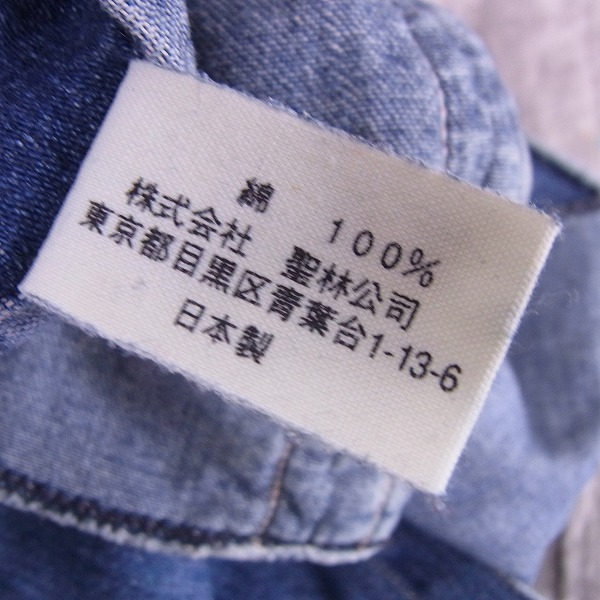 綿 100%
株式会社 聖林公司
東京都目黒区青葉台1-13-6
日本製